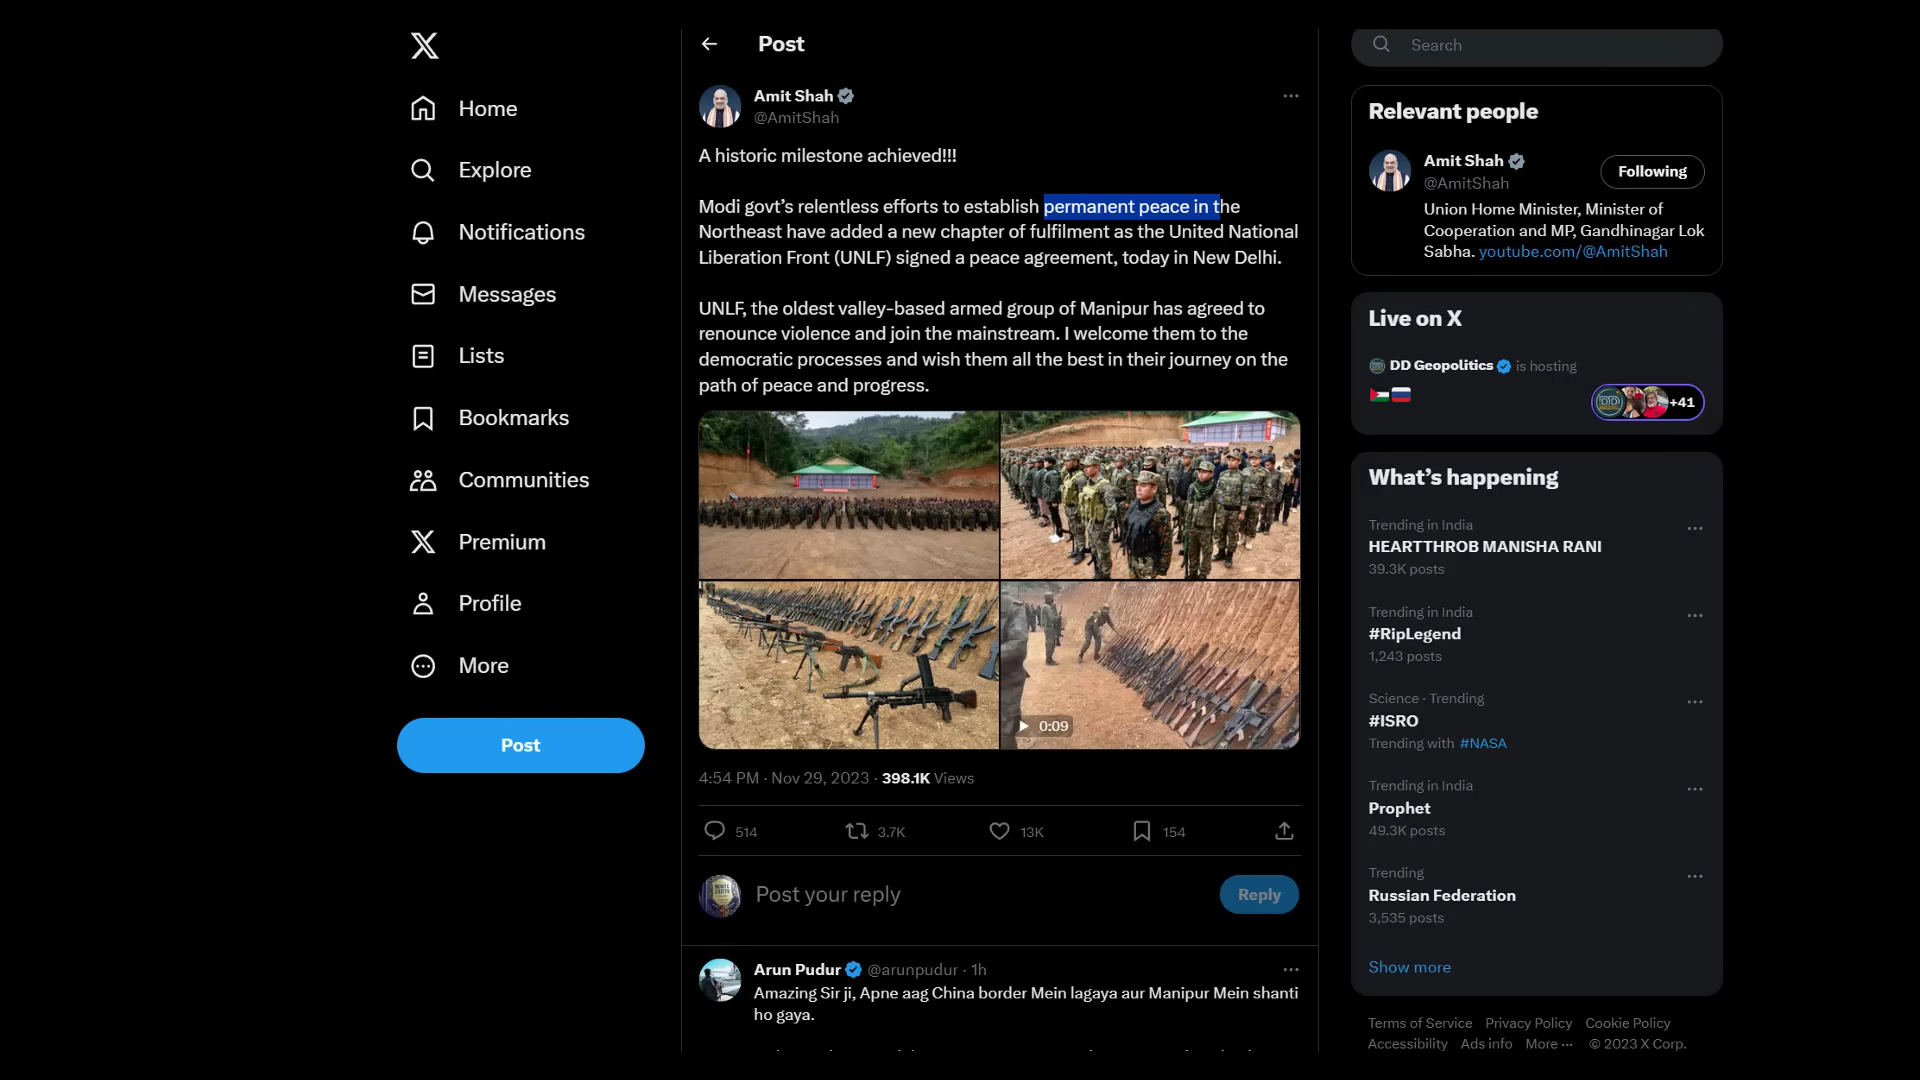 Home
Explore
Notifications
Messages
Lists
Bookmarks
Communities
Premium
Profile
More
Post
Post
Amit Shah
@AmitShah
A historic milestone achieved!!!
Modi govt’s relentless efforts to establish permanent peace in the
Northeast have added a new chapter of fulfilment as the United National
Liberation Front (UNLF) signed a peace agreement, today in New Delhi.
UNLF, the oldest valley-based armed group of Manipur has agreed to
renounce violence and join the mainstream. I welcome them to the
democratic processes and wish them all the best in their journey on the
path of peace and progress.
0:09
4:54 PM · Nov 29, 2023 · 398.1K Views
514 3.7K 13K 154
Post your reply
Reply
Arun Pudur @arunpudur · 1h
Amazing Sir ji, Apne aag China border Mein lagaya aur Manipur Mein shanti
ho gaya.
Search
Relevant people
Amit Shah
@AmitShah
Following
Union Home Minister, Minister of
Cooperation and MP, Gandhinagar Lok
Sabha. youtube.com/@AmitShah
Live on X
DD Geopolitics is hosting
+41
What’s happening
Trending in India
HEARTTHROB MANISHA RANI
39.3K posts
Trending in India
#RipLegend
1,243 posts
Science · Trending
#ISRO
Trending with #NASA
Trending in India
Prophet
49.3K posts
Trending
Russian Federation
3,535 posts
Show more
Terms of Service Privacy Policy Cookie Policy
Accessibility Ads info More ··· © 2023 X Corp.